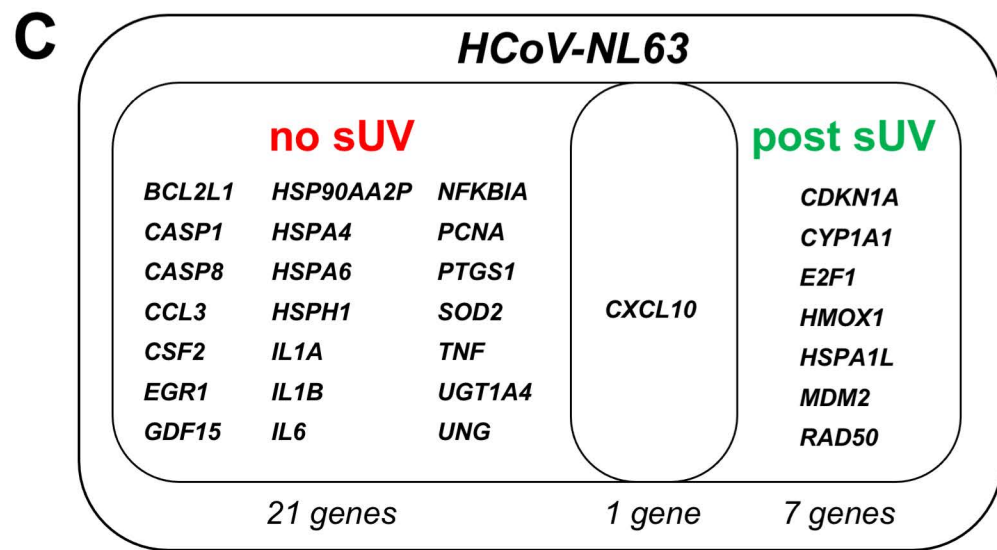 C
HCoV-NL63
no sUV
post sUV
BCL2L1 HSP90AA2P NFKBIA
CASP1 HSPA4 PCNA
CASP8 HSPA6 PTGS1
CCL3 HSPH1 SOD2
CSF2 IL1A TNF
EGR1 IL1B UGT1A4
GDF15 IL6 UNG
CXCL10
CDKN1A
CYP1A1
E2F1
HMOX1
HSPA1L
MDM2
RAD50
21 genes
1 gene
7 genes